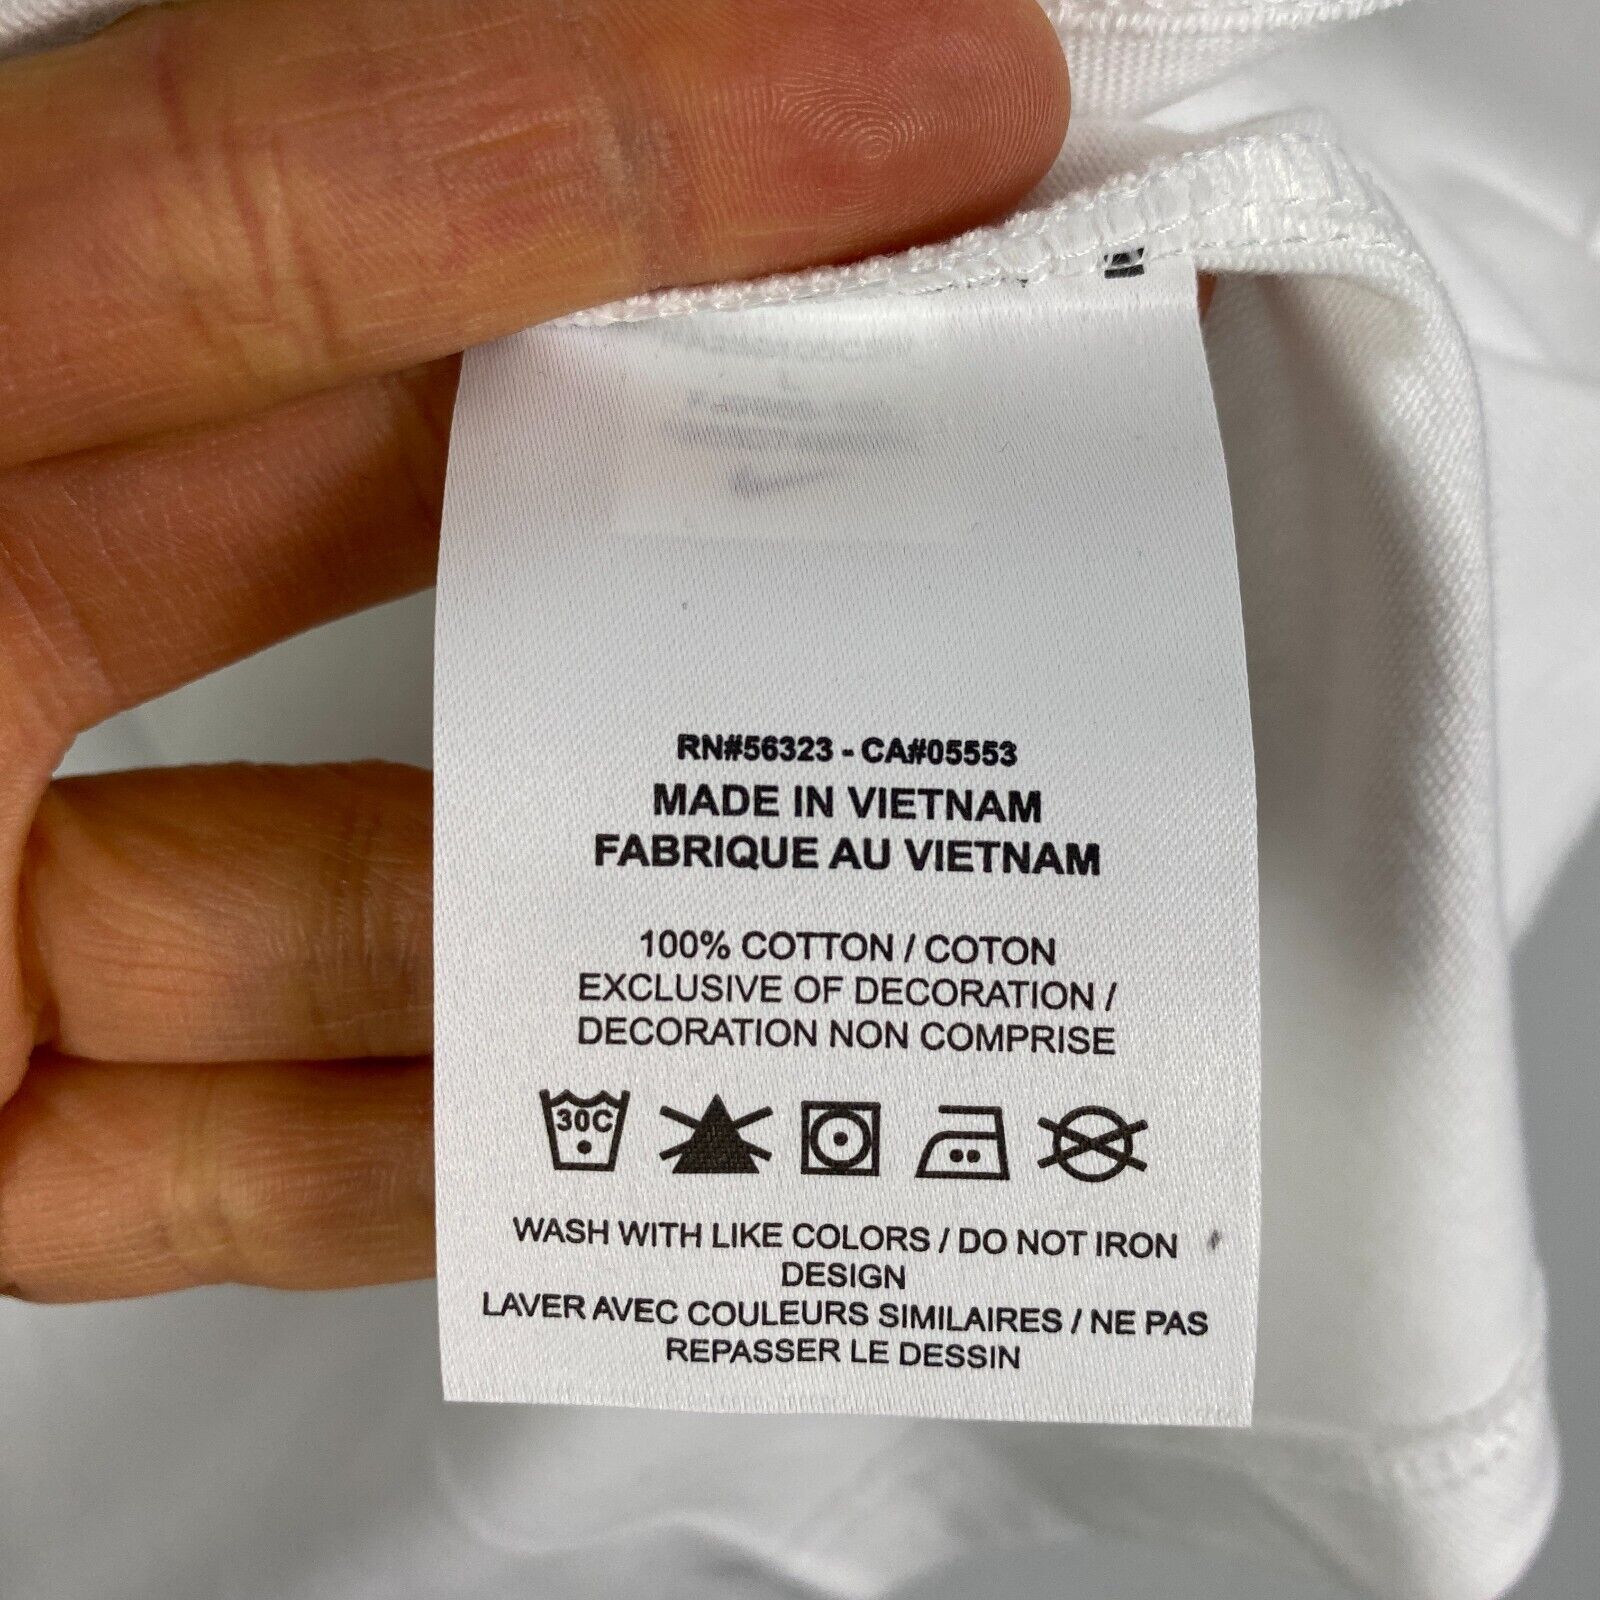 RN#56323 - CA#05553
MADE IN VIETNAM
FABRIQUE AU VIETNAM
100% COTTON / COTON
EXCLUSIVE OF DECORATION /
DECORATION NON COMPRISE
30C
WASH WITH LIKE COLORS / DO NOT IRON
DESIGN
LAVER AVEC COULEURS SIMILAIRES / NE PAS
REPASSER LE DESSIN